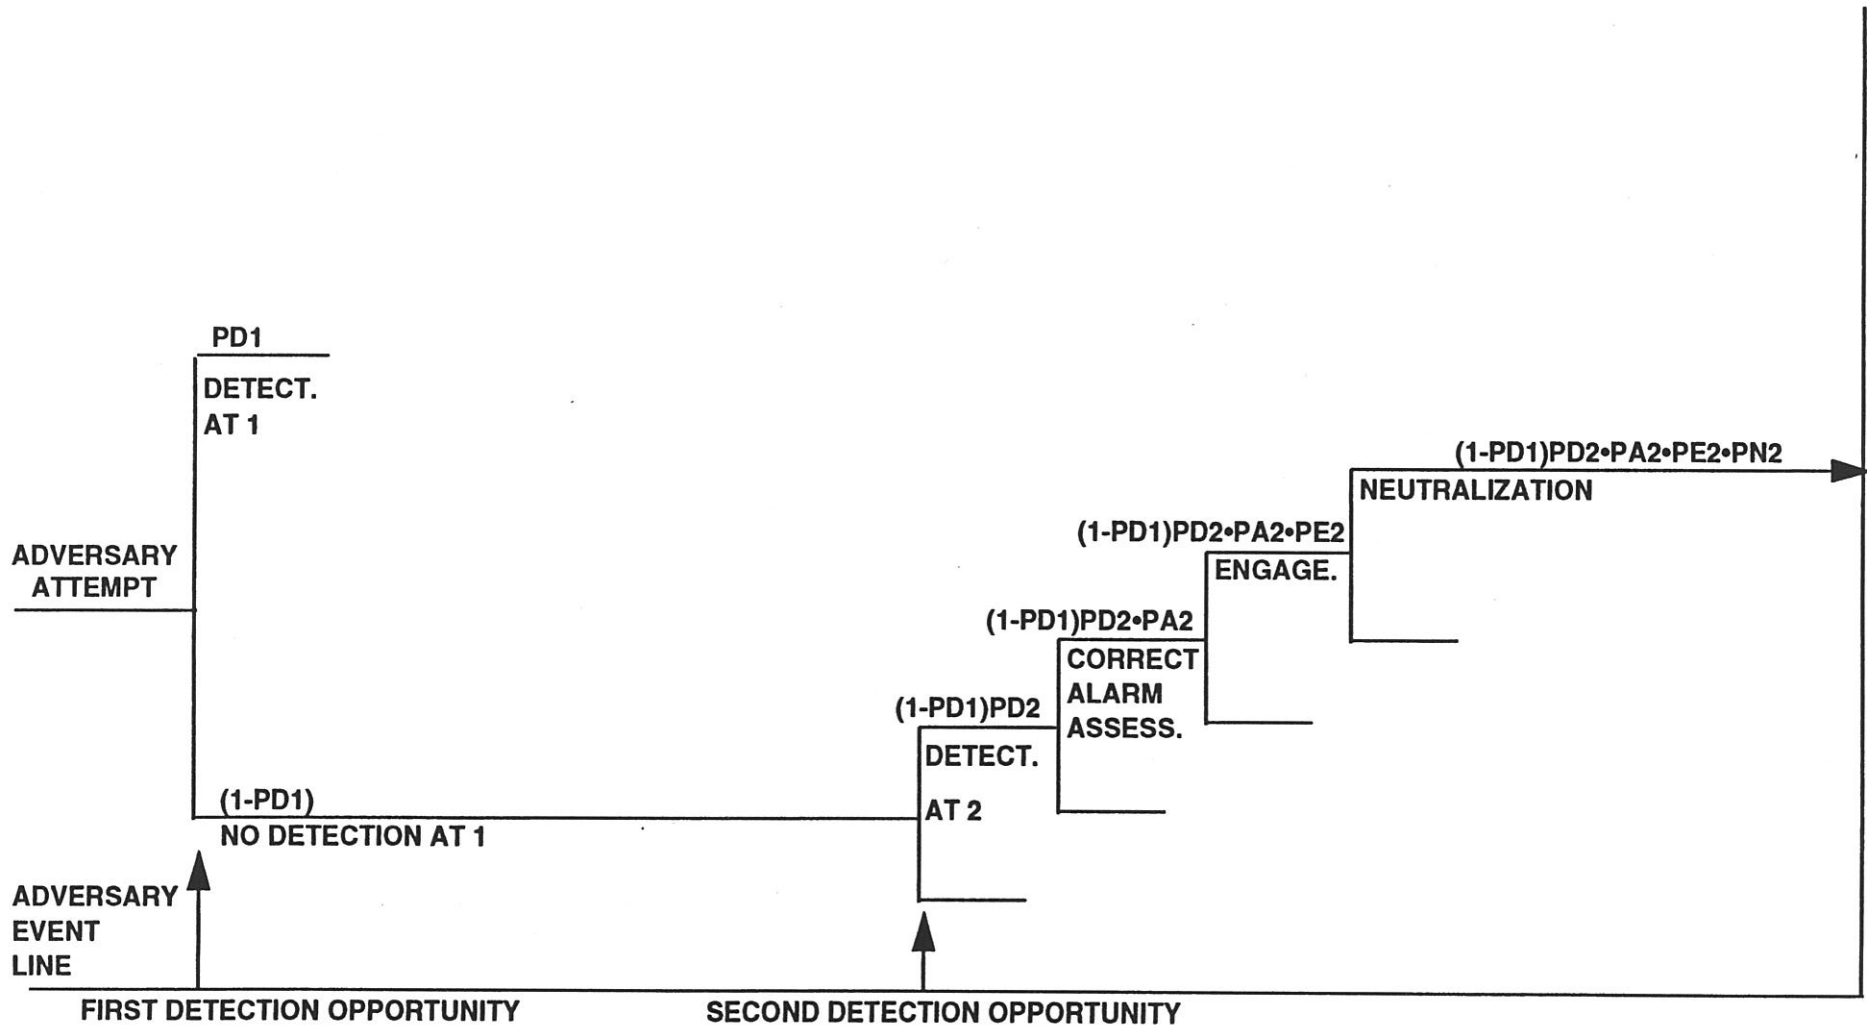 PD1
DETECT.
AT 1
(1-PD1)PD2•PA2•PE2•PN2
NEUTRALIZATION
(1-PD1)PD2•PA2•PE2
ENGAGE.
ADVERSARY
ATTEMPT
(1-PD1)PD2•PA2
CORRECT
ALARM
ASSESS.
(1-PD1)PD2
DETECT.
AT 2
(1-PD1)
NO DETECTION AT 1
ADVERSARY
EVENT
LINE
FIRST DETECTION OPPORTUNITY
SECOND DETECTION OPPORTUNITY